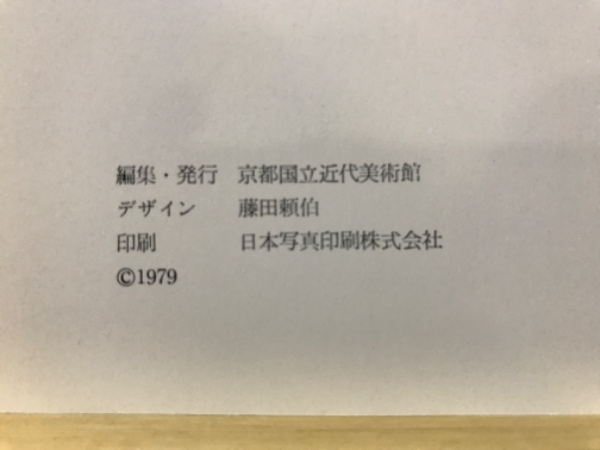 編集・発行 京都国立近代美術館
デザイン 藤田頼伯
印刷 日本写真印刷株式会社
©1979